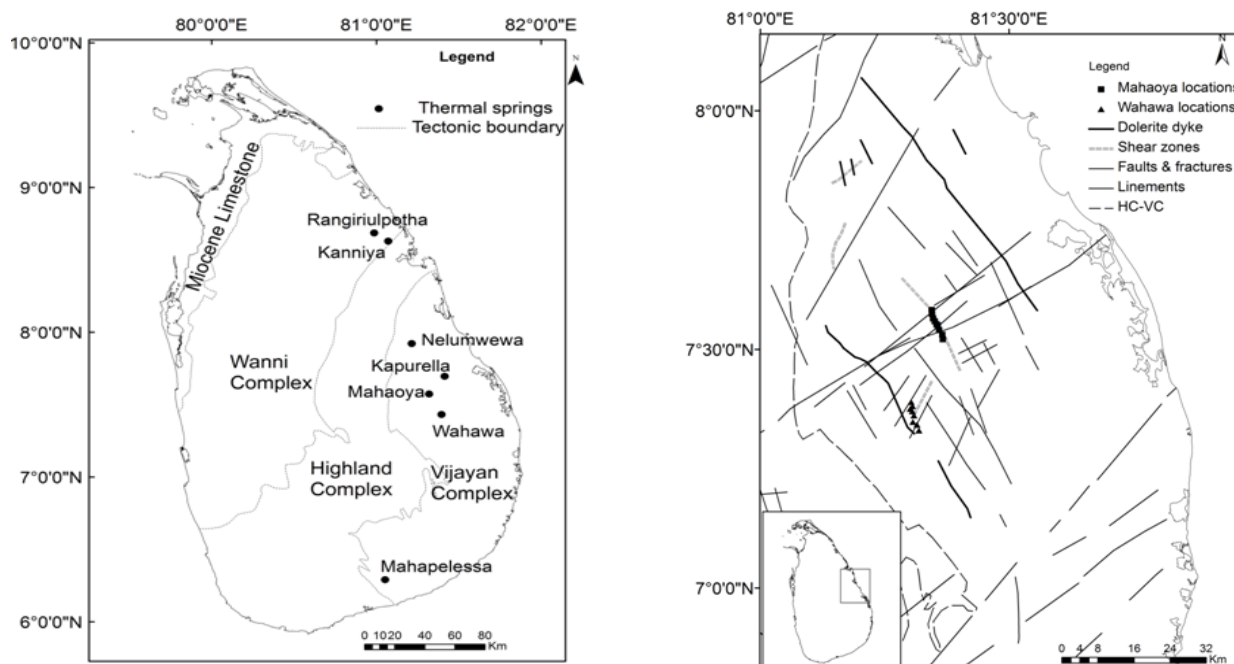 80°0'0"E 81°0'0"E 82°0'0"E
10°0'0"N
9°0'0"N
8°0'0"N
7°0'0"N
6°0'0"N
Legend
N
Thermal springs
Tectonic boundary
Miocene Limestone
Rangiriulpotha
Kanniya
Nelumwewa
Kapurella
Mahaoya
Wahawa
Wanni
Complex
Highland
Complex
Vijayan
Complex
Mahapelessa
0 10 20 40 60 80
Km
81°0'0"E 81°30'0"E
8°0'0"N
7°30'0"N
7°0'0"N
N
Legend
Mahaoya locations
Wahawa locations
Dolerite dyke
Shear zones
Faults & fractures
Linements
HC-VC
0 4 8 16 24 32
Km